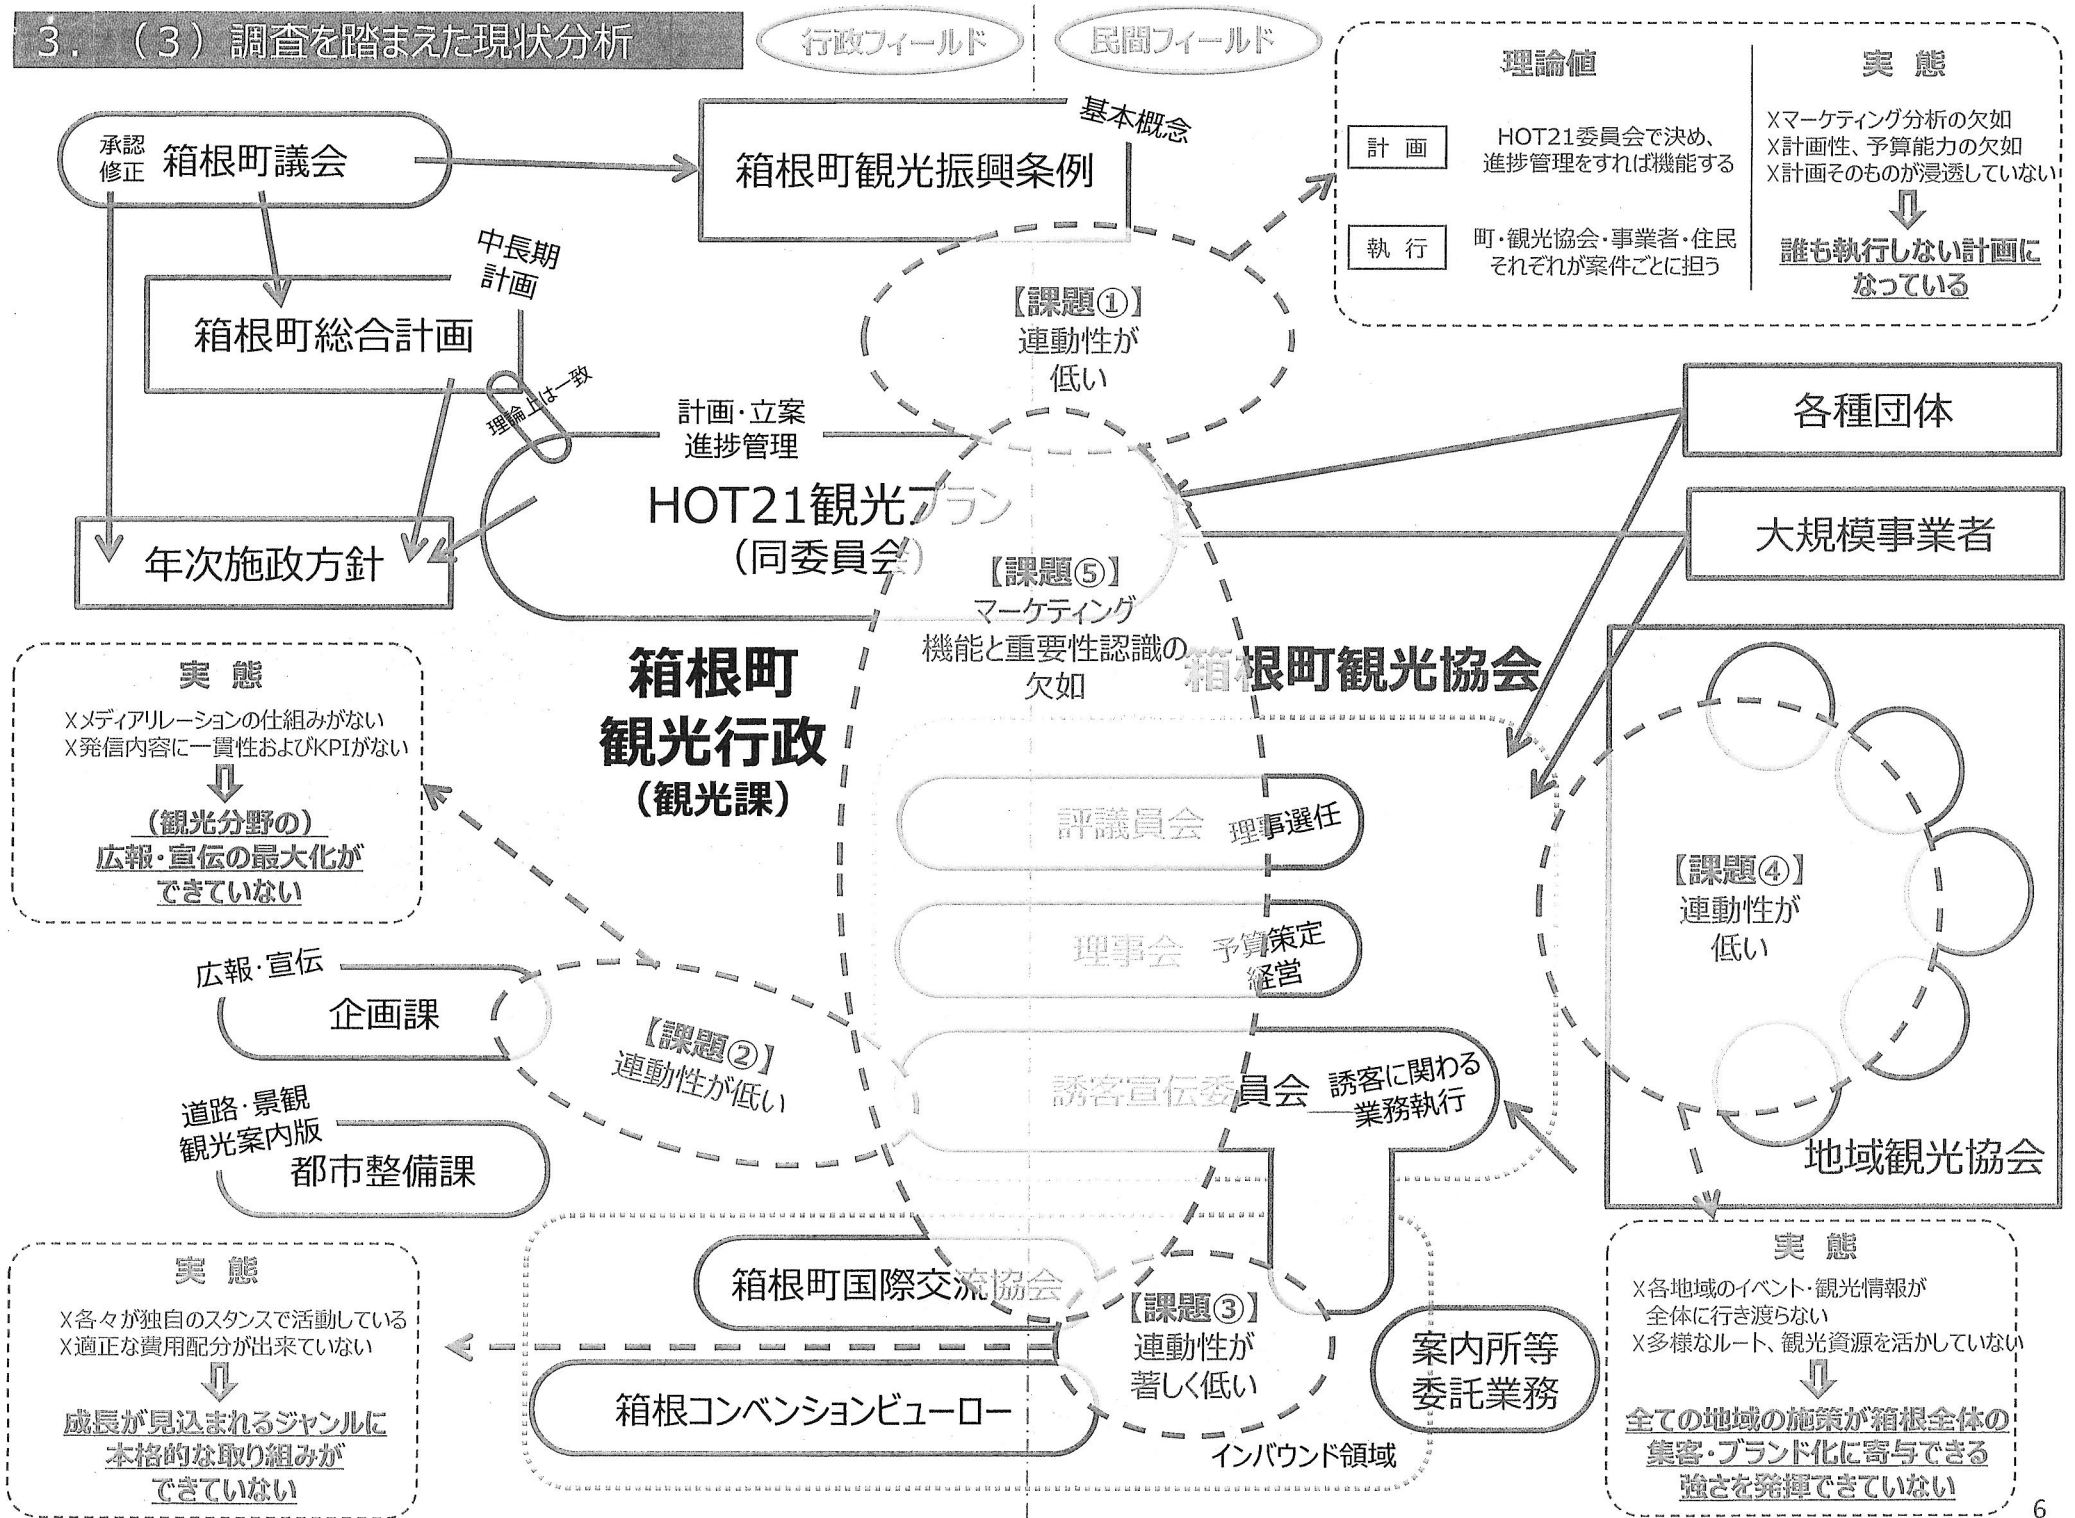 3．（3）調査を踏まえた現状分析
行政フィールド
民間フィールド
承認
修正
箱根町議会
箱根町観光振興条例
基本概念
理論値
実 態
計 画
HOT21委員会で決め、
進捗管理をすれば機能する
執 行
町・観光協会・事業者・住民
それぞれが案件ごとに担う
Xマーケティング分析の欠如
X計画性、予算能力の欠如
X計画そのものが浸透していない
誰も執行しない計画に
なっている
中長期
計画
箱根町総合計画
理論上は一致
【課題①】
連動性が
低い
計画・立案
進捗管理
HOT21観光プラン
（同委員会）
年次施政方針
各種団体
大規模事業者
【課題⑤】
マーケティング
機能と重要性認識の
欠如
箱根町
観光行政
（観光課）
箱根町観光協会
実 態
Xメディアリレーションの仕組みがない
X発信内容に一貫性およびKPIがない
（観光分野の）
広報・宣伝の最大化が
できていない
評議員会
理事選任
理事会
予算策定
経営
誘客宣伝委員会
誘客に関わる
業務執行
【課題④】
連動性が
低い
地域観光協会
広報・宣伝
企画課
【課題②】
連動性が低い
道路・景観
観光案内版
都市整備課
実 態
X各々が独自のスタンスで活動している
X適正な費用配分が出来ていない
成長が見込まれるジャンルに
本格的な取り組みが
できていない
箱根町国際交流協会
箱根コンベンションビューロー
【課題③】
連動性が
著しく低い
インバウンド領域
案内所等
委託業務
実 態
X各地域のイベント・観光情報が
全体に行き渡らない
X多様なルート、観光資源を活かしていない
全ての地域の施策が箱根全体の
集客・ブランド化に寄与できる
強さを発揮できていない
6